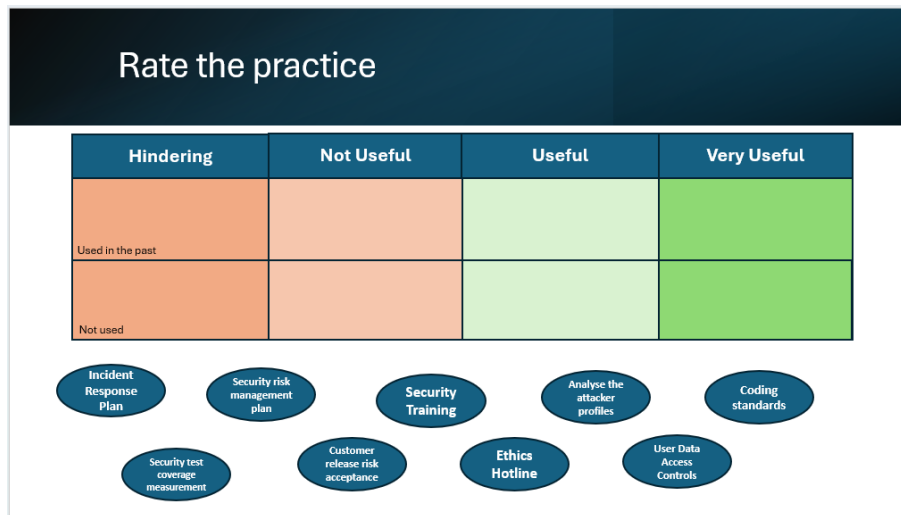 Rate the practice
Hindering
Not Useful
Useful
Very Useful
Used in the past
Not used
Incident
Response
Plan
Security risk
management
plan
Security
Training
Analyse the
attacker
profiles
Coding
standards
Security test
coverage
measurement
Customer
release risk
acceptance
Ethics
Hotline
User Data
Access
Controls